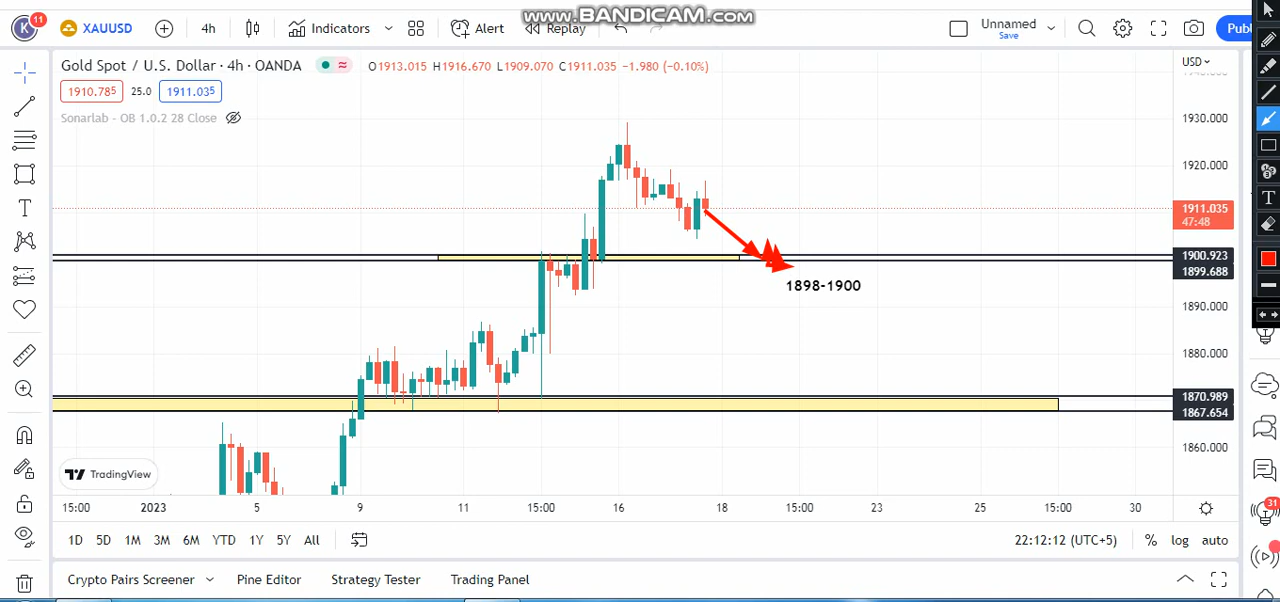 www.BANDICAM.com
K 11 XAUUSD 4h Indicators Alert Replay Unnamed Save Publ
Gold Spot / U.S. Dollar · 4h · OANDA O1913.015 H1916.670 L1909.070 C1911.035 −1.980 (−0.10%) USD
1910.785 25.0 1911.035
Sonarlab - OB 1.0.2 28 Close
1930.000
1920.000
1911.035
47:48
1900.923
1899.688
1898-1900
1890.000
1880.000
1870.989
1867.654
1860.000
TradingView
15:00 2023 5 9 11 15:00 16 18 15:00 23 25 15:00 30
31
1D 5D 1M 3M 6M YTD 1Y 5Y All 22:12:12 (UTC+5) % log auto
Crypto Pairs Screener Pine Editor Strategy Tester Trading Panel